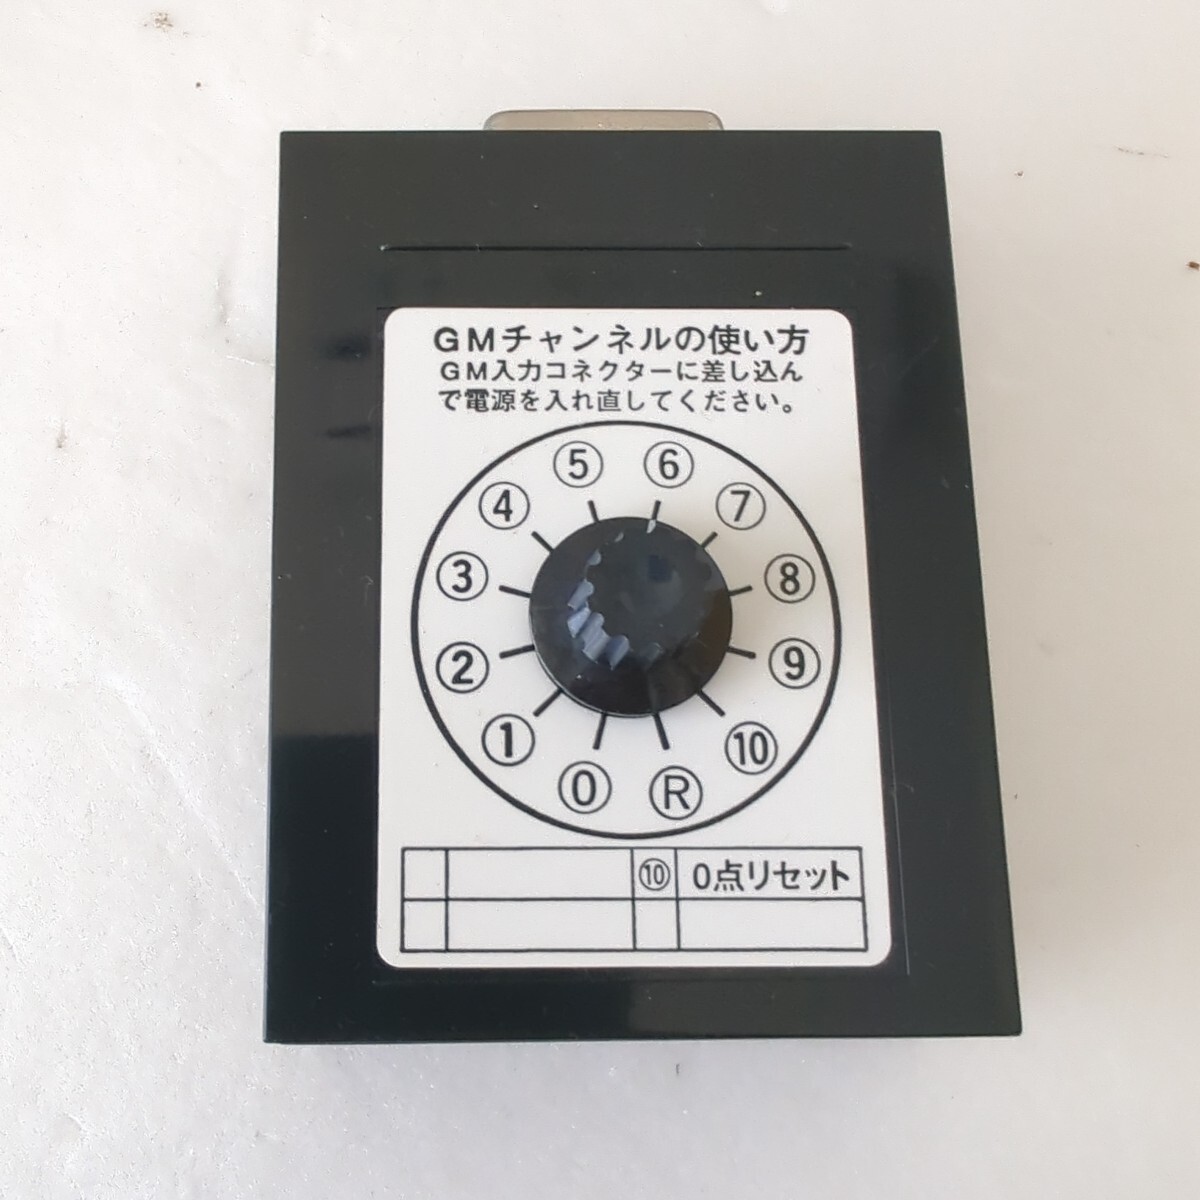 GMチャンネルの使い方
GM入力コネクターに差し込ん
で電源を入れ直してください。
⑤ ⑥
④ ⑦
③ ⑧
② ⑨
① ⑩
⓪ Ⓡ
⑩ 0点リセット